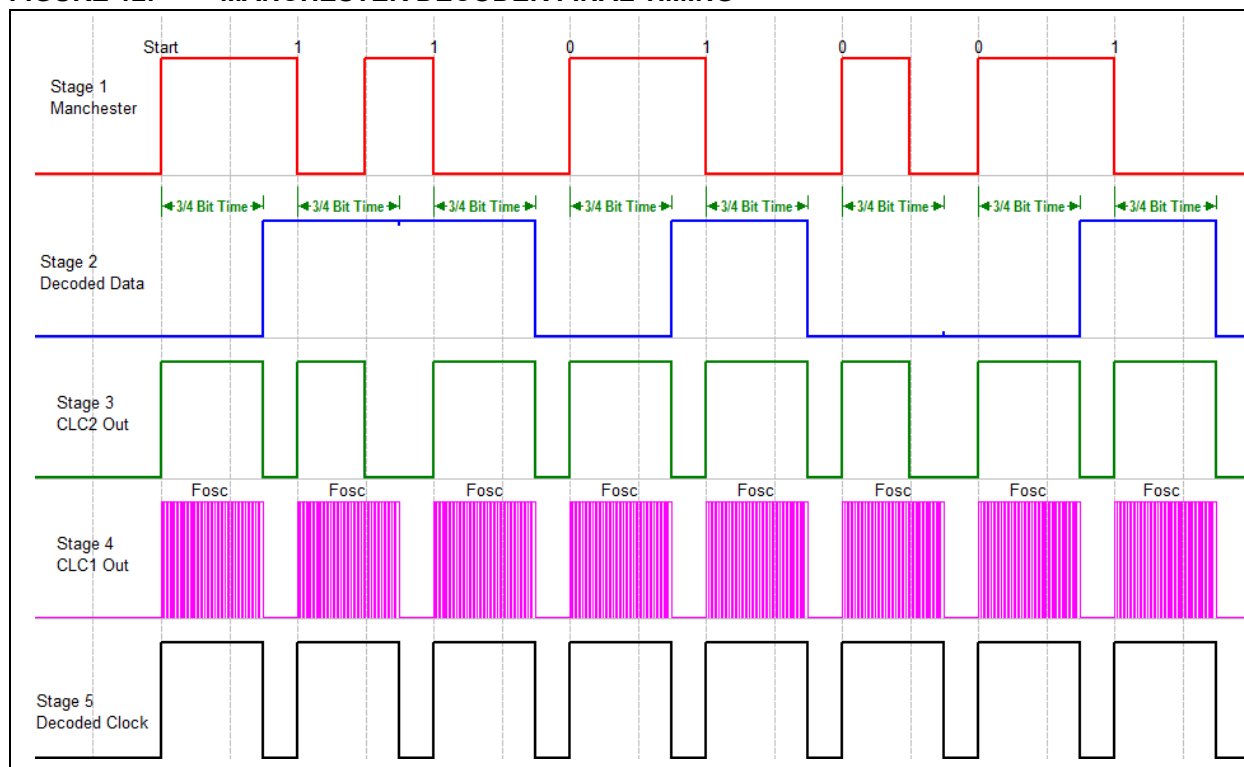 Start 1 1 0 1 0 0 1
Stage 1
Manchester
3/4 Bit Time 3/4 Bit Time 3/4 Bit Time 3/4 Bit Time 3/4 Bit Time 3/4 Bit Time 3/4 Bit Time 3/4 Bit Time
Stage 2
Decoded Data
Stage 3
CLC2 Out
Fosc Fosc Fosc Fosc Fosc Fosc Fosc Fosc
Stage 4
CLC1 Out
Stage 5
Decoded Clock